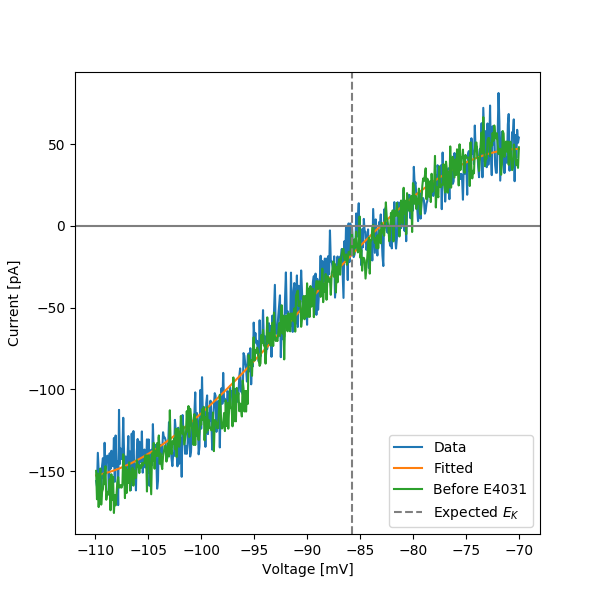 50
0
−50
−100
−150
Current [pA]
−110 −105 −100 −95 −90 −85 −80 −75 −70
Voltage [mV]
Data
Fitted
Before E4031
Expected E_K